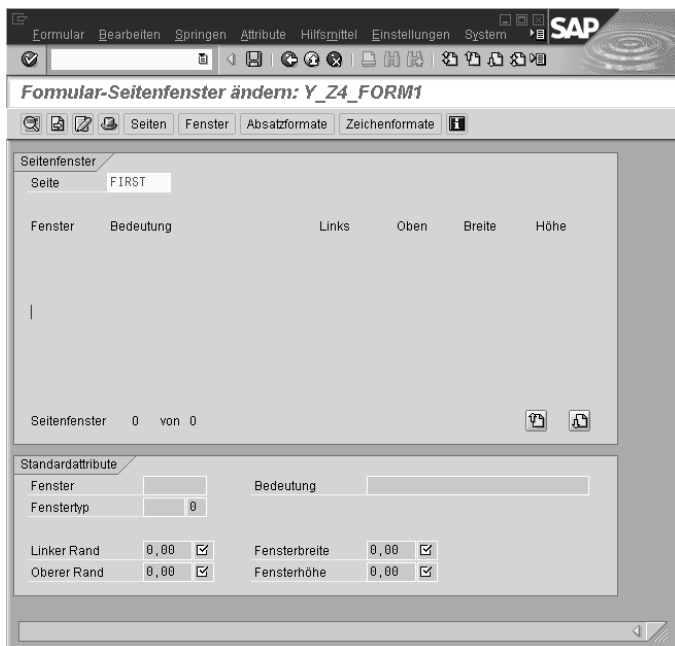 Formular Bearbeiten Springen Attribute Hilfsmittel Einstellungen System SAP
Formular-Seitenfenster ändern: Y_Z4_FORM1
Seiten Fenster Absatzformate Zeichenformate
Seitenfenster
Seite FIRST
Fenster Bedeutung Links Oben Breite Höhe
Seitenfenster 0 von 0
Standardattribute
Fenster Bedeutung
Fenstertyp 0
Linker Rand 0,00 Fensterbreite 0,00
Oberer Rand 0,00 Fensterhöhe 0,00